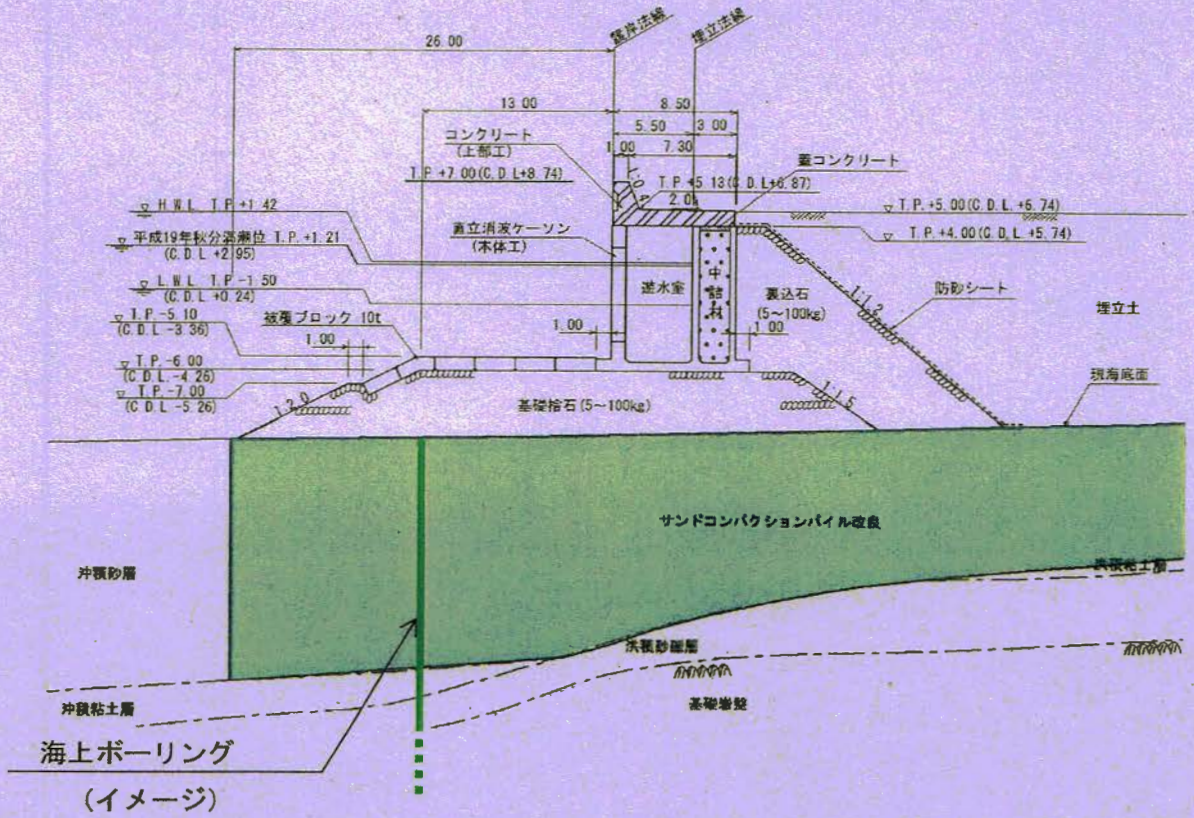 護岸法線
埋立法線
26.00
13.00
8.50
5.50
3.00
1.00
7.30
コンクリート
(上部工)
蓋コンクリート
T.P.+7.00(C.D.L+8.74)
1:0.4
T.P.+5.13(C.D.L+6.87)
2.0
H.W.L. T.P.+1.42
T.P.+5.00(C.D.L.+6.74)
平成19年秋分満潮位 T.P.+1.21
(C.D.L+2.95)
直立消波ケーソン
(本体工)
T.P.+4.00(C.D.L.+5.74)
L.W.L. T.P.-1.50
(C.D.L+0.24)
遊水室
中詰材
裏込石
(5～100kg)
1:1.2
防砂シート
埋立土
T.P.-5.10
(C.D.L-3.36)
被覆ブロック 10t
1.00
1.00
1.00
T.P.-6.00
(C.D.L.-4.26)
T.P.-7.00
(C.D.L.-5.26)
現海底面
1:2.0
基礎捨石(5～100kg)
1:1.5
サンドコンパクションパイル改良
沖積砂層
洪積粘土層
洪積砂礫層
沖積粘土層
基礎岩盤
海上ボーリング
(イメージ)